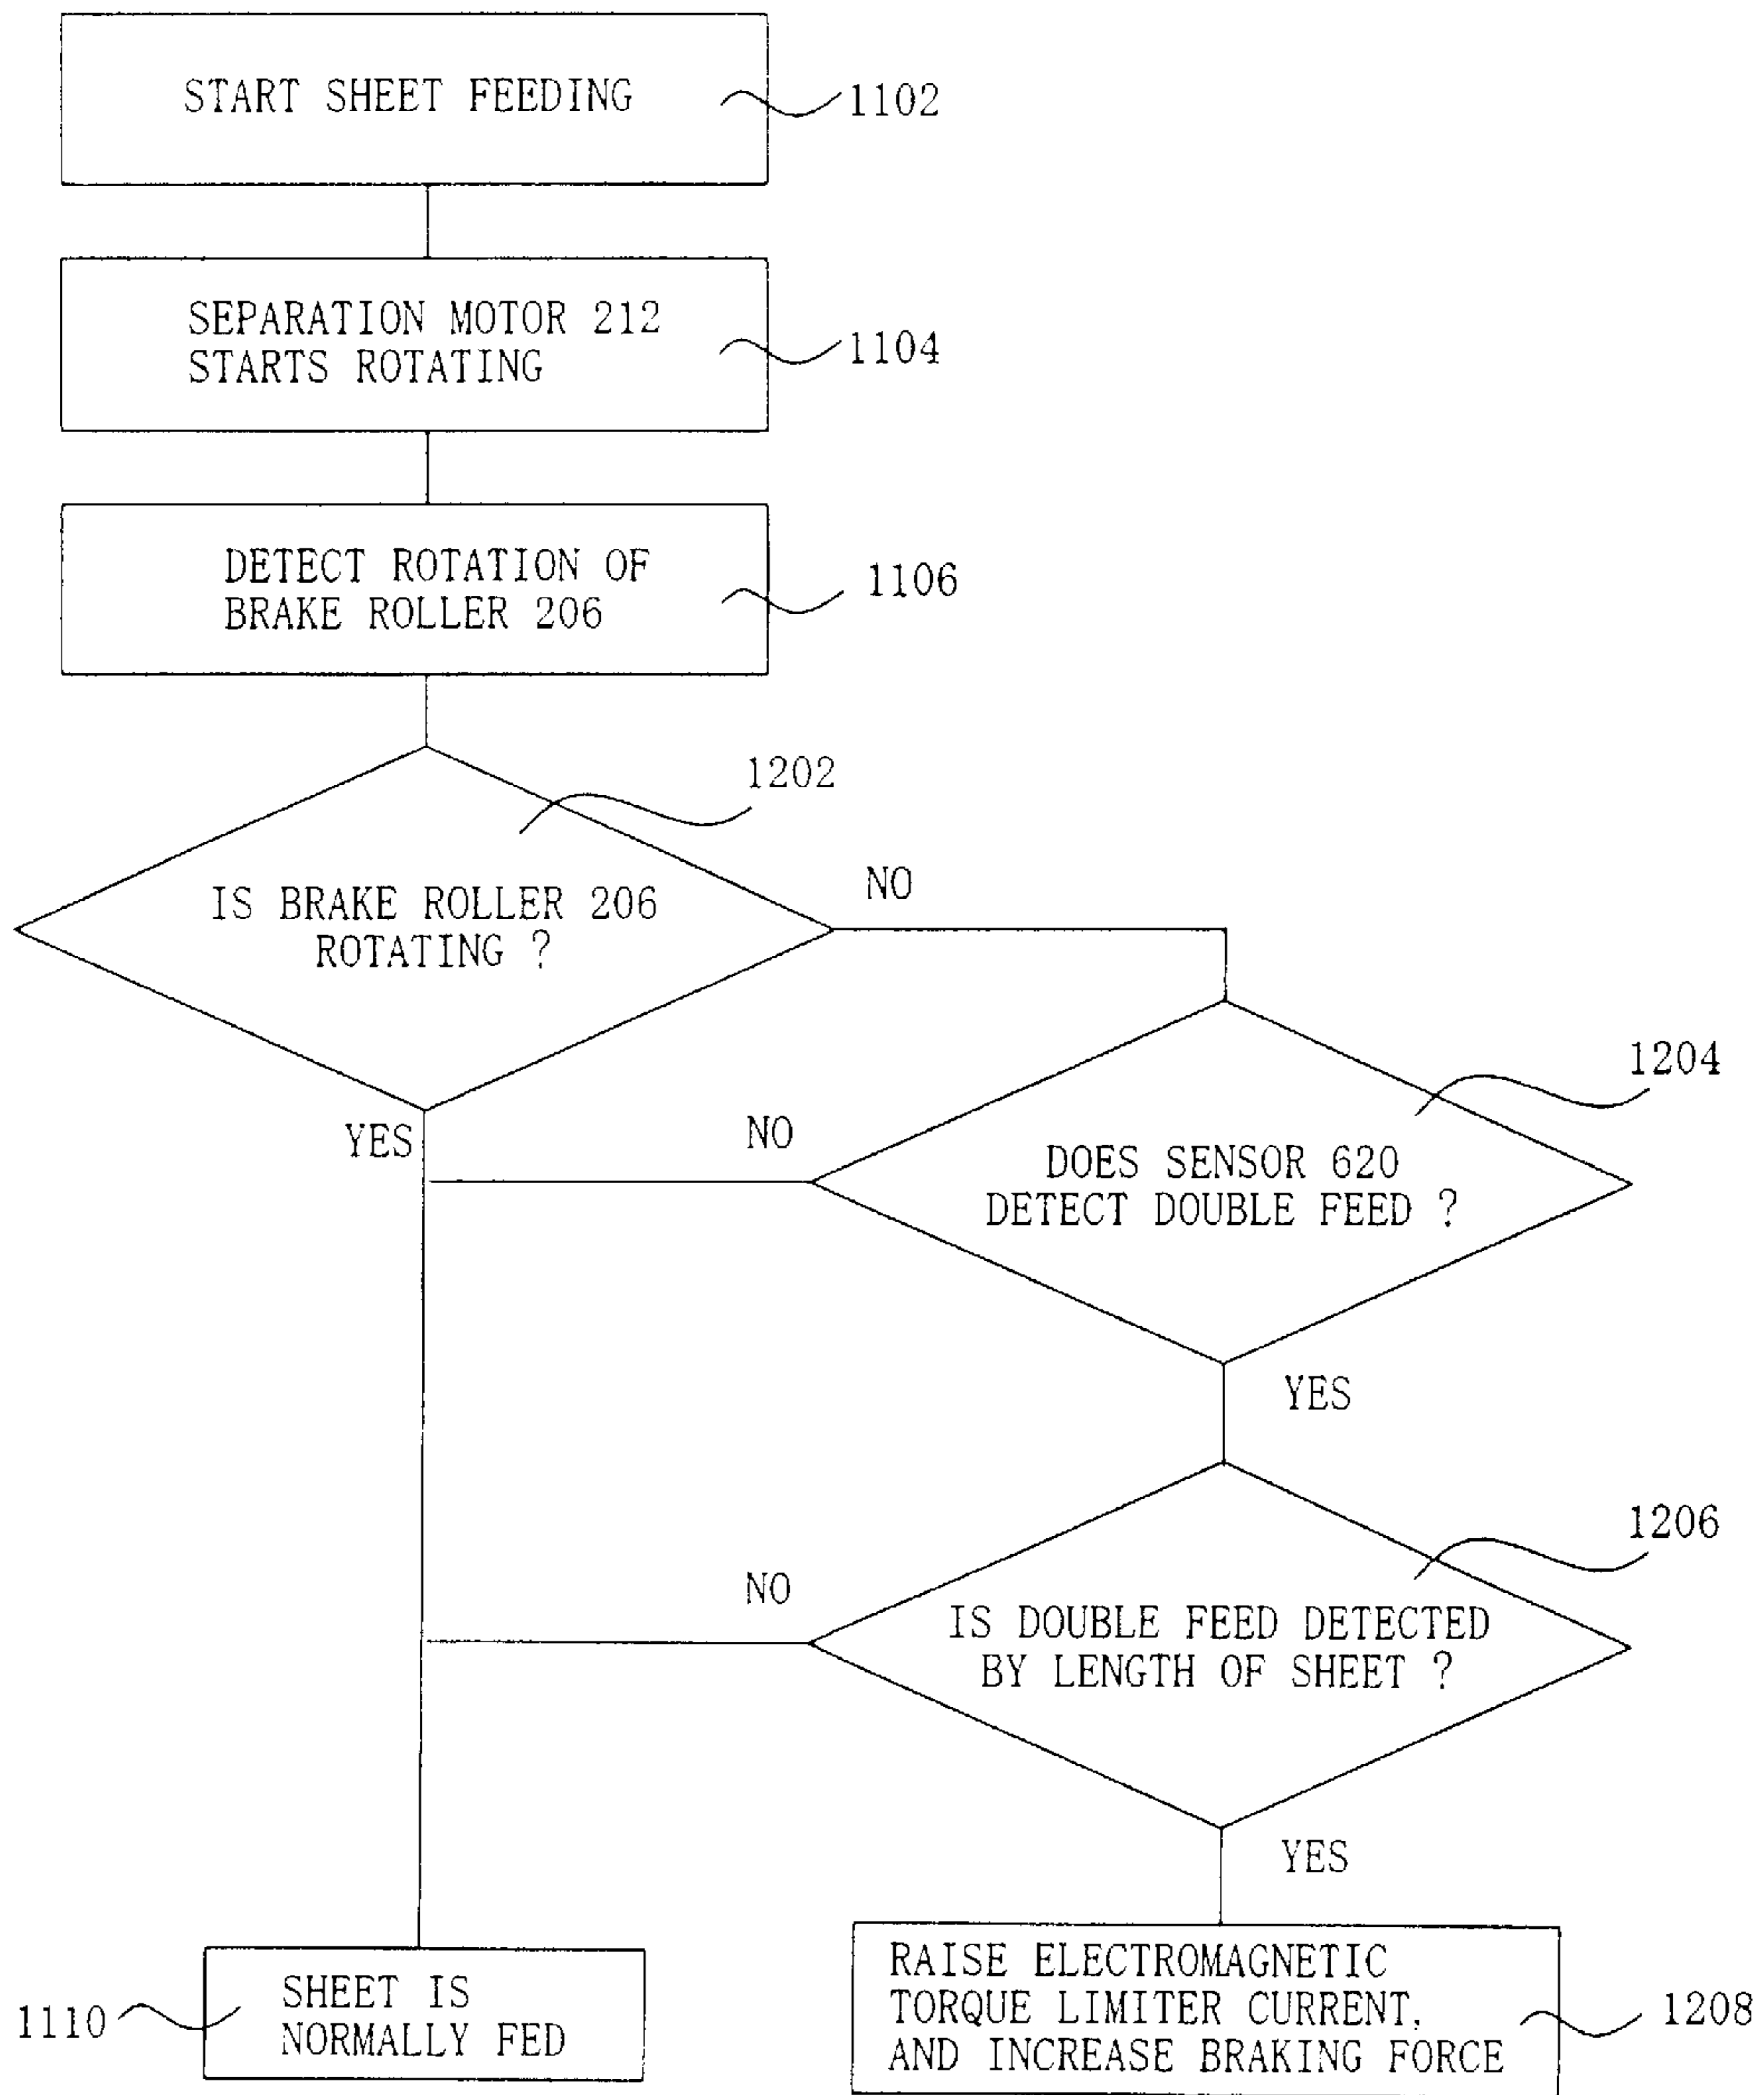 START SHEET FEEDING
1102
SEPARATION MOTOR 212
STARTS ROTATING
1104
DETECT ROTATION OF
BRAKE ROLLER 206
1106
1202
IS BRAKE ROLLER 206
ROTATING ?
NO
YES
1204
NO
DOES SENSOR 620
DETECT DOUBLE FEED ?
YES
1206
NO
IS DOUBLE FEED DETECTED
BY LENGTH OF SHEET ?
YES
1110
SHEET IS
NORMALLY FED
RAISE ELECTROMAGNETIC
TORQUE LIMITER CURRENT,
AND INCREASE BRAKING FORCE
1208